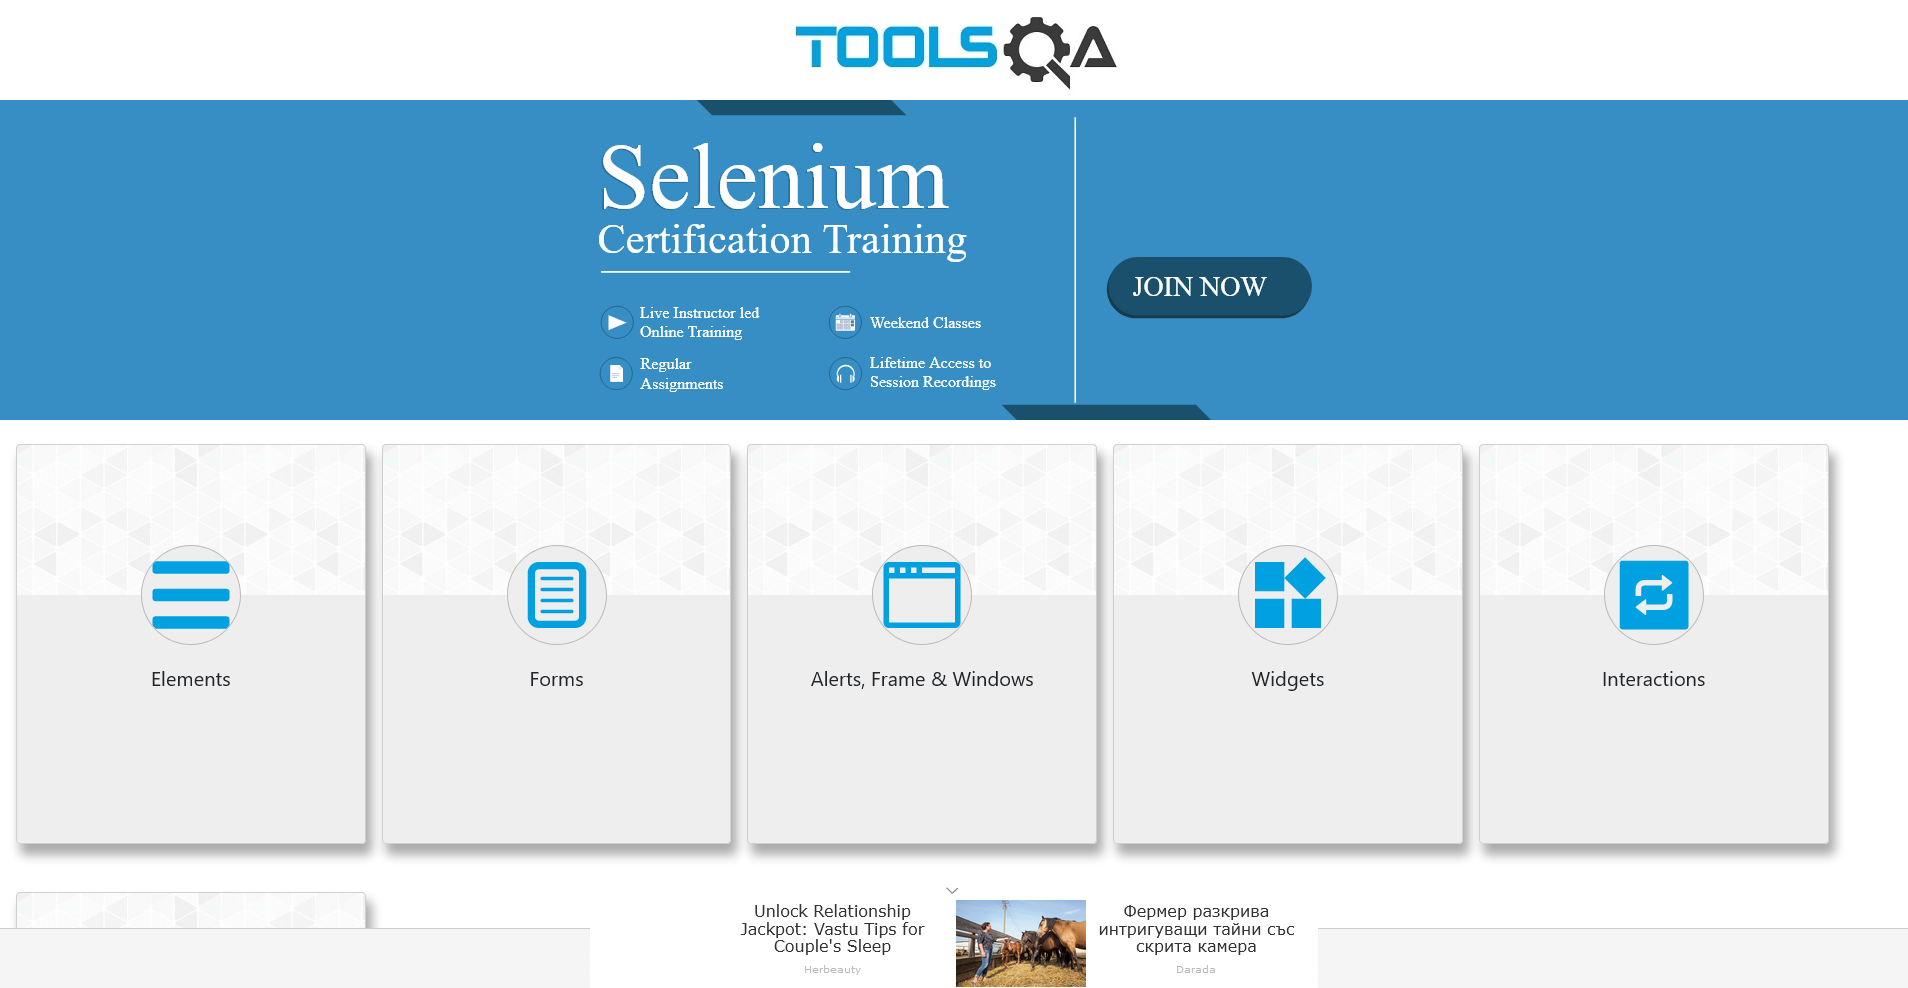 TOOLSQA
Selenium
Certification Training
Live Instructor led
Online Training
Weekend Classes
Regular
Assignments
Lifetime Access to
Session Recordings
JOIN NOW
Elements
Forms
Alerts, Frame & Windows
Widgets
Interactions
Unlock Relationship
Jackpot: Vastu Tips for
Couple's Sleep
Herbeauty
Фермер разкрива
интригуващи тайни със
скрита камера
Darada